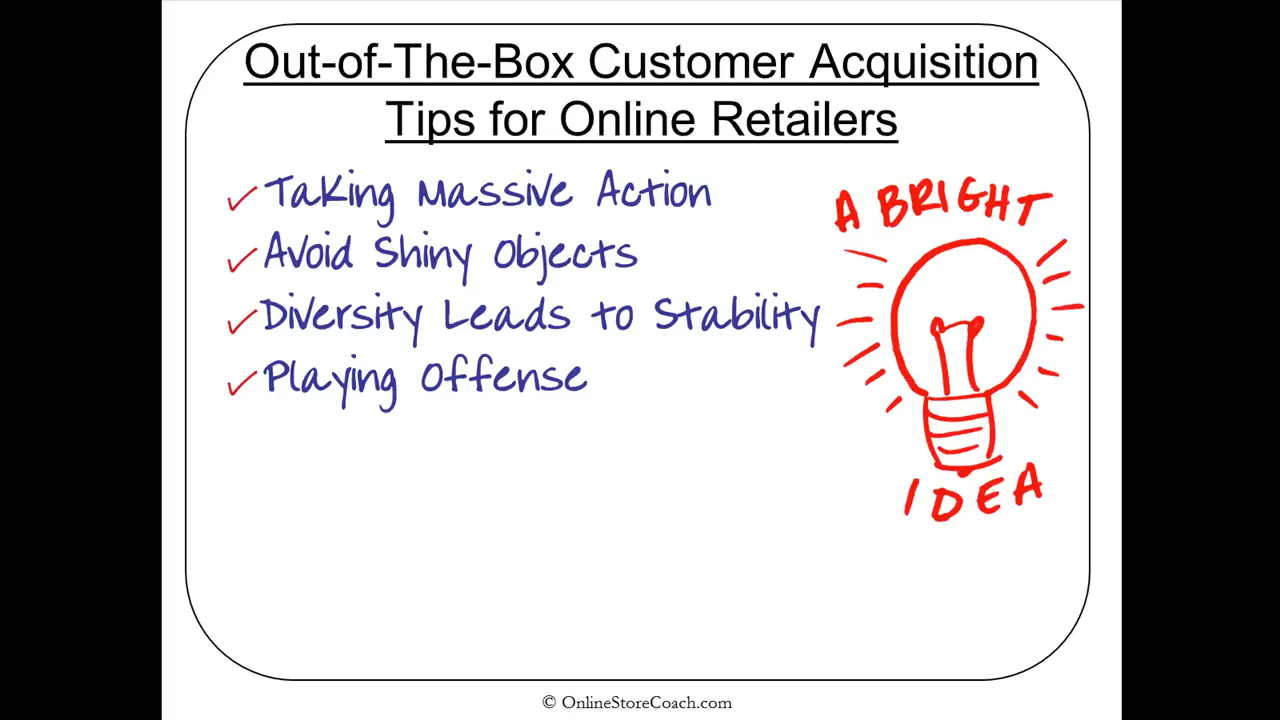 Out-of-The-Box Customer Acquisition
Tips for Online Retailers
Taking Massive Action
Avoid Shiny Objects
Diversity Leads to Stability
Playing Offense
A BRIGHT
IDEA
© OnlineStoreCoach.com